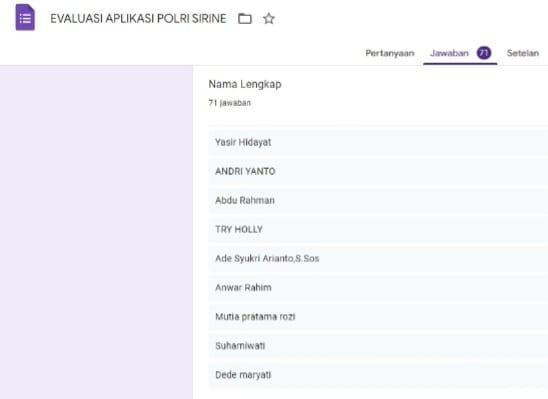 EVALUASI APLIKASI POLRI SIRINE
Pertanyaan Jawaban 71 Setelan
Nama Lengkap
71 jawaban
Yasir Hidayat
ANDRI YANTO
Abdu Rahman
TRY HOLLY
Ade Syukri Arianto,S.Sos
Anwar Rahim
Mutia pratama rozi
Suharniwati
Dede maryati